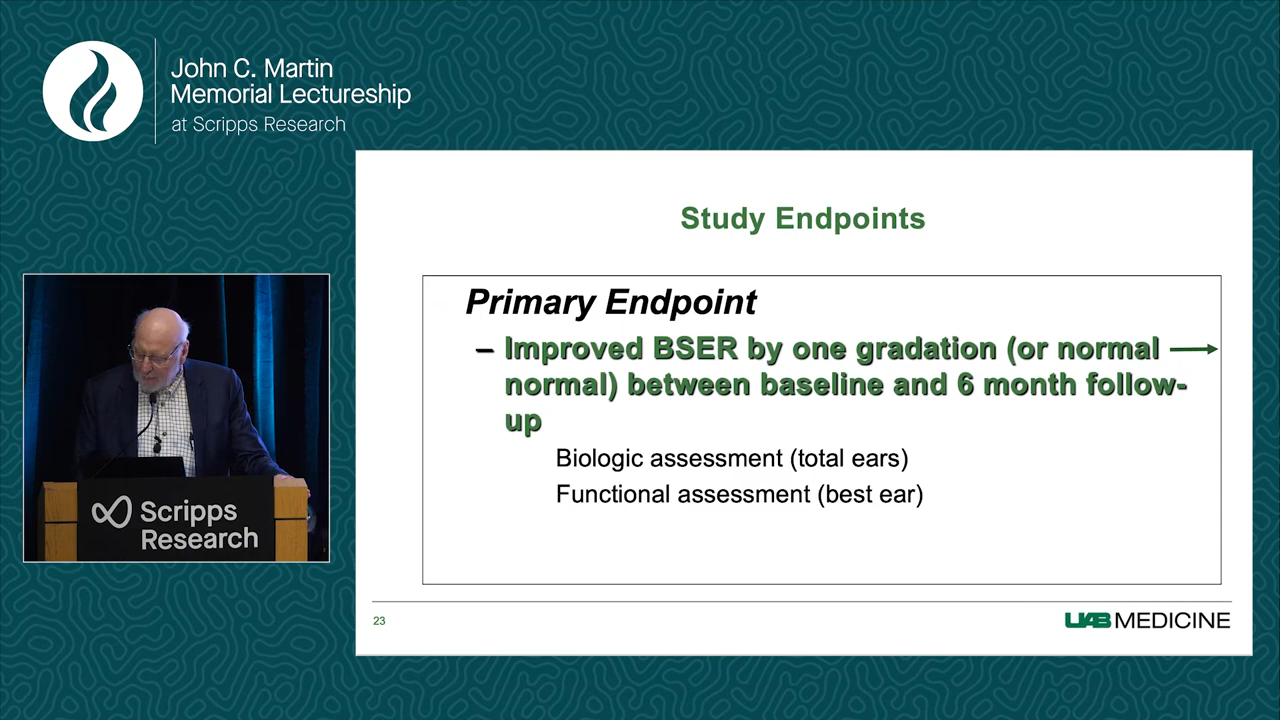 John C. Martin
Memorial Lectureship
at Scripps Research
Study Endpoints
Primary Endpoint
– Improved BSER by one gradation (or normal →
normal) between baseline and 6 month follow-
up
Biologic assessment (total ears)
Functional assessment (best ear)
23
UAB MEDICINE
Scripps
Research